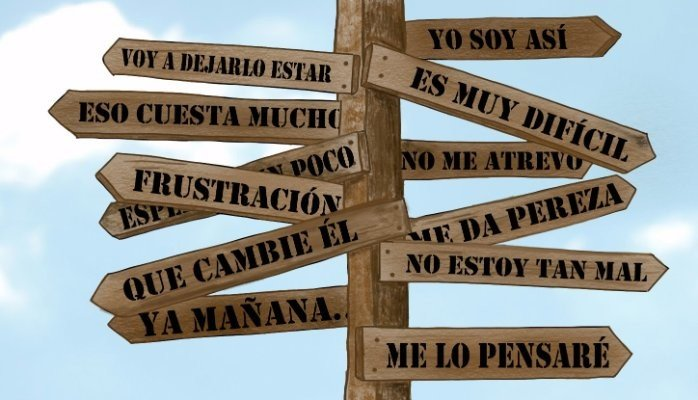 YO SOY ASÍ
VOY A DEJARLO ESTAR
ES MUY DIFÍCIL
ESO CUESTA MUCHO
NO ME ATREVO
POCO
FRUSTRACIÓN
ME DA PEREZA
QUE CAMBIE ÉL
NO ESTOY TAN MAL
YA MAÑANA..
ME LO PENSARÉ